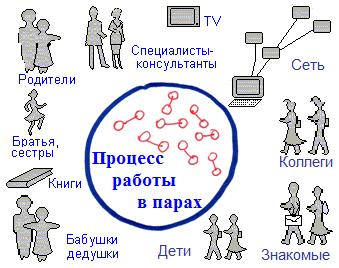 TV
Специалисты-
консультанты
Сеть
Родители
Братья,
сестры
Процесс
работы
в парах
Коллеги
Книги
Бабушки
дедушки
Дети
Знакомые